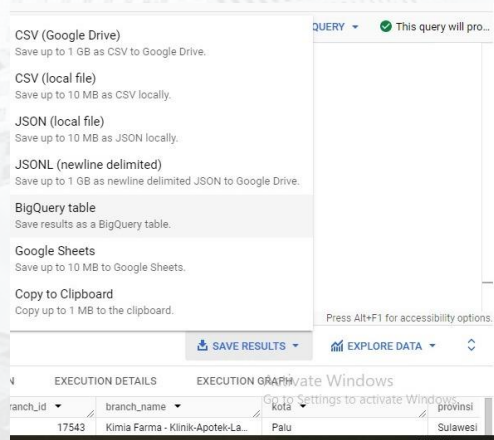 CSV (Google Drive)
Save up to 1 GB as CSV to Google Drive.
QUERY
This query will pro...
CSV (local file)
Save up to 10 MB as CSV locally.
JSON (local file)
Save up to 10 MB as JSON locally.
JSONL (newline delimited)
Save up to 1 GB as newline delimited JSON to Google Drive.
BigQuery table
Save results as a BigQuery table.
Google Sheets
Save up to 10 MB to Google Sheets.
Copy to Clipboard
Copy up to 1 MB to the clipboard.
Press Alt+F1 for accessibility options.
SAVE RESULTS
EXPLORE DATA
N
EXECUTION DETAILS
EXECUTION GRAPH
Activate Windows
Go to Settings to activate Windows.
ranch_id
branch_name
kota
provinsi
17543
Kimia Farma - Klinik-Apotek-La...
Palu
Sulawesi